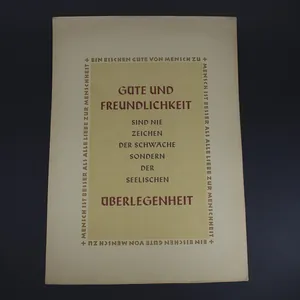 + EIN BISCHEN GÜTE VON MENSCH ZU +
MENSCH IST BESSER ALS ALLE LIEBE ZUR MENSCHHEIT
+ EIN BISCHEN GÜTE VON MENSCH ZU +
MENSCH IST BESSER ALS ALLE LIEBE ZUR MENSCHHEIT
GÜTE UND
FREUNDLICHKEIT
SIND NIE
ZEICHEN
DER SCHWÄCHE
SONDERN
DER
SEELISCHEN
ÜBERLEGENHEIT